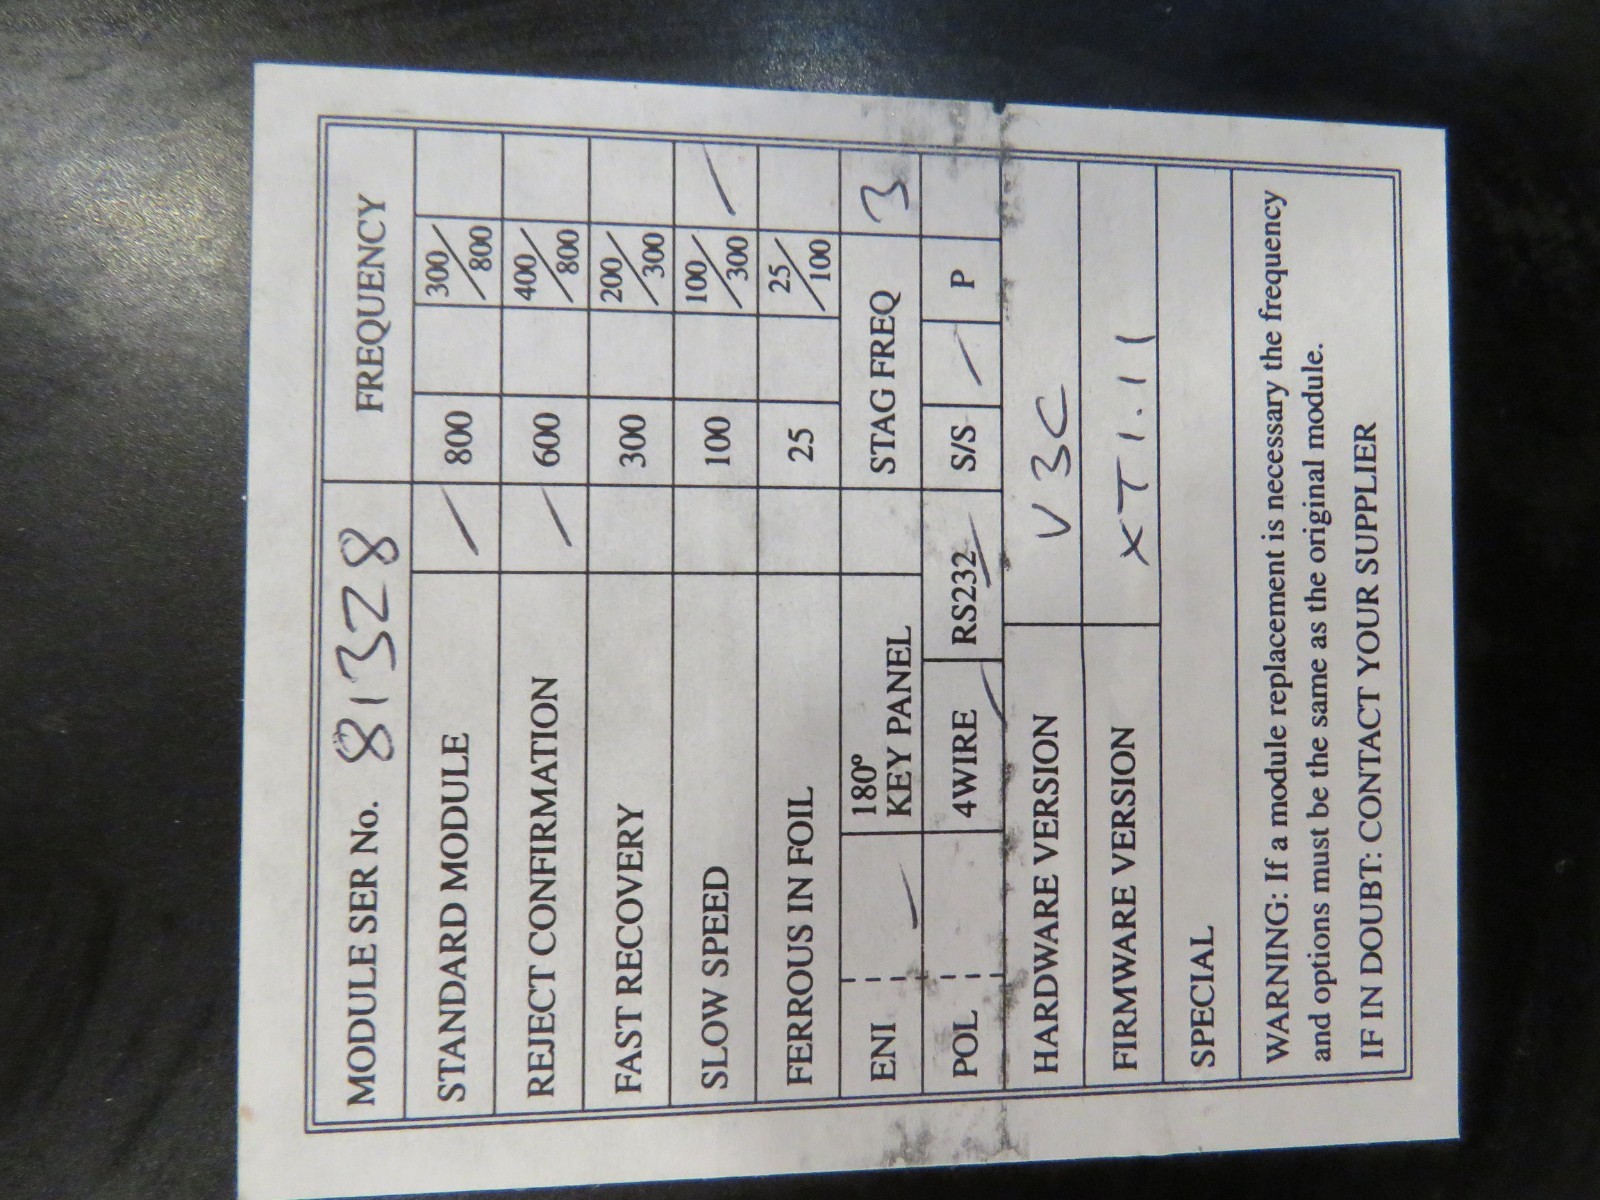 MODULE SER No. 81328 FREQUENCY
STANDARD MODULE / 800 300/800
REJECT CONFIRMATION / 600 400/800
FAST RECOVERY 300 200/300
SLOW SPEED 100 100/300 /
FERROUS IN FOIL 25 25/100
ENI / 180° KEY PANEL STAG FREQ 3
POL 4WIRE / RS232 S/S / P
HARDWARE VERSION V3C
FIRMWARE VERSION XT1.11
SPECIAL
WARNING: If a module replacement is necessary the frequency
and options must be the same as the original module.
IF IN DOUBT: CONTACT YOUR SUPPLIER